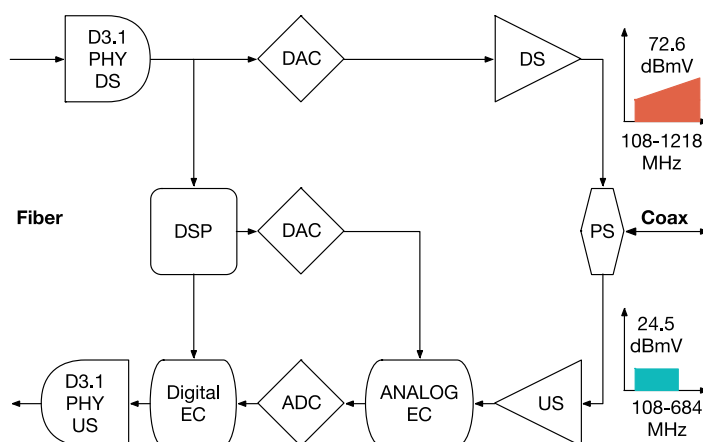 D3.1
PHY
DS
DAC
DS
72.6
dBmV
108-1218
MHz
Fiber
DSP
DAC
PS
Coax
24.5
dBmV
D3.1
PHY
US
Digital
EC
ADC
ANALOG
EC
US
108-684
MHz